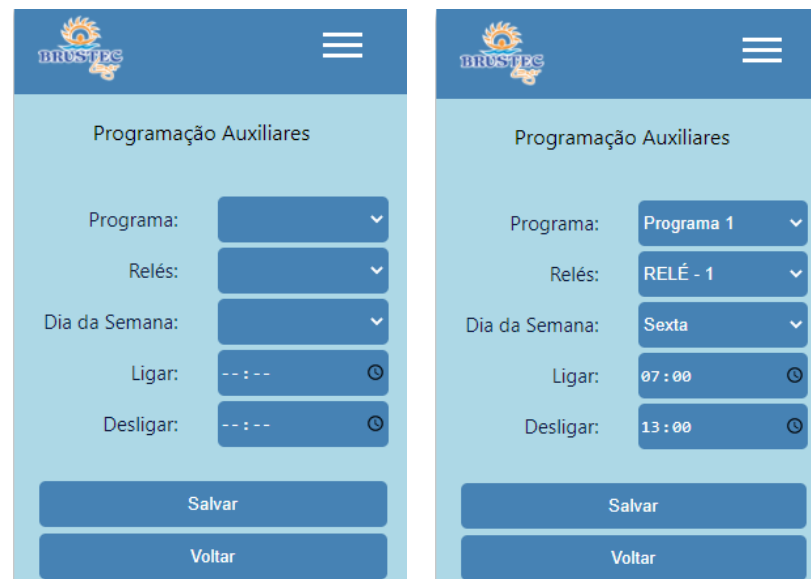 BRUSTEC
Programação Auxiliares
Programa:
Relés:
Dia da Semana:
Ligar: --:--
Desligar: --:--
Salvar
Voltar
BRUSTEC
Programação Auxiliares
Programa: Programa 1
Relés: RELÉ - 1
Dia da Semana: Sexta
Ligar: 07:00
Desligar: 13:00
Salvar
Voltar